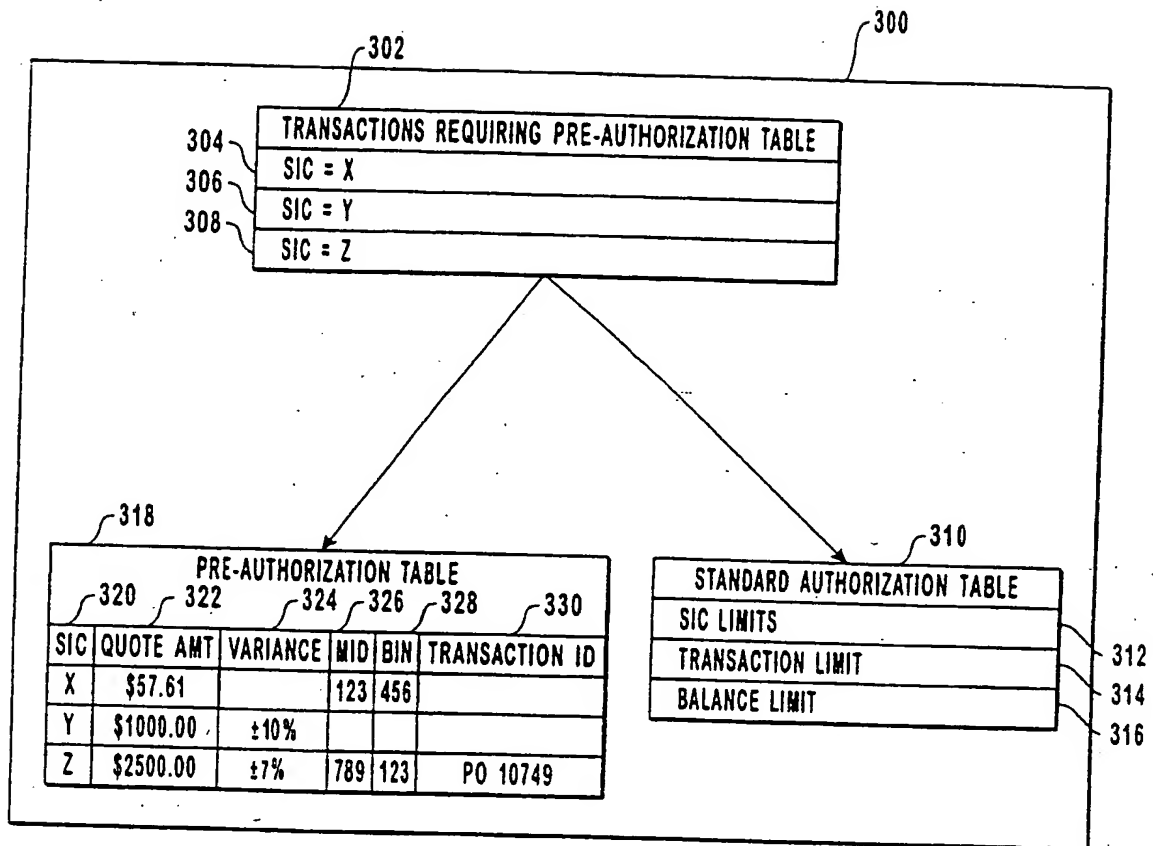 300
302
TRANSACTIONS REQUIRING PRE-AUTHORIZATION TABLE
304
SIC = X
306
SIC = Y
308
SIC = Z
318
PRE-AUTHORIZATION TABLE
320 322 324 326 328 330
SIC QUOTE AMT VARIANCE MID BIN TRANSACTION ID
X $57.61 123 456
Y $1000.00 ±10%
Z $2500.00 ±7% 789 123 PO 10749
310
STANDARD AUTHORIZATION TABLE
SIC LIMITS
312
TRANSACTION LIMIT
314
BALANCE LIMIT
316